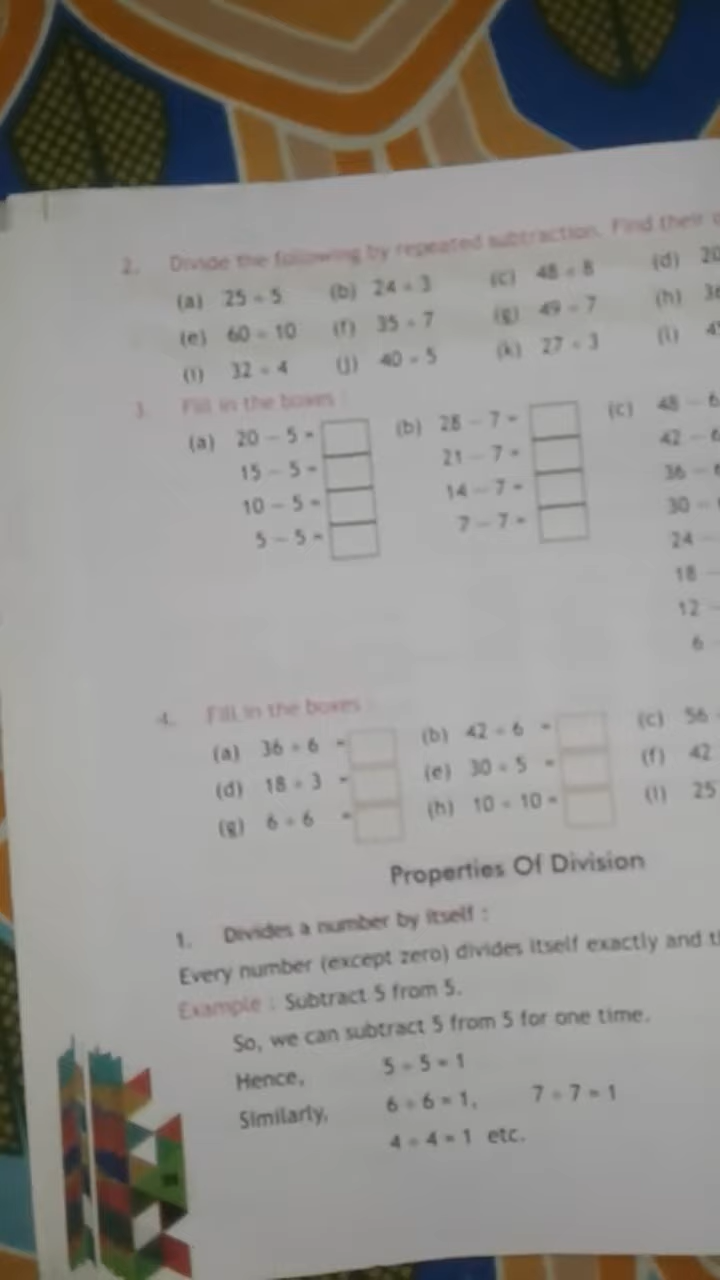 2. Divide the following by repeated subtraction. Find their
(a) 25 ÷ 5 (b) 24 ÷ 3 (c) 48 ÷ 8 (d) 20
(e) 60 ÷ 10 (f) 35 ÷ 7 (g) 49 ÷ 7 (h) 36
(i) 32 ÷ 4 (j) 40 ÷ 5 (k) 27 ÷ 3 (l)
3. Fill in the boxes :
(a) 20 – 5 = (b) 28 – 7 = (c) 48 – 6
15 – 5 = 21 – 7 = 42 – 6
10 – 5 = 14 – 7 = 36 –
5 – 5 = 7 – 7 = 30 –
24 –
18 –
12 –
6
4. Fill in the boxes :
(a) 36 ÷ 6 = (b) 42 ÷ 6 = (c) 56
(d) 18 ÷ 3 = (e) 30 ÷ 5 = (f) 42
(g) 6 ÷ 6 = (h) 10 ÷ 10 = (i) 25
Properties Of Division
1. Divides a number by itself :
Every number (except zero) divides itself exactly and
Example : Subtract 5 from 5.
So, we can subtract 5 from 5 for one time.
Hence, 5 ÷ 5 = 1
Similarly, 6 ÷ 6 = 1, 7 ÷ 7 = 1
4 ÷ 4 = 1 etc.